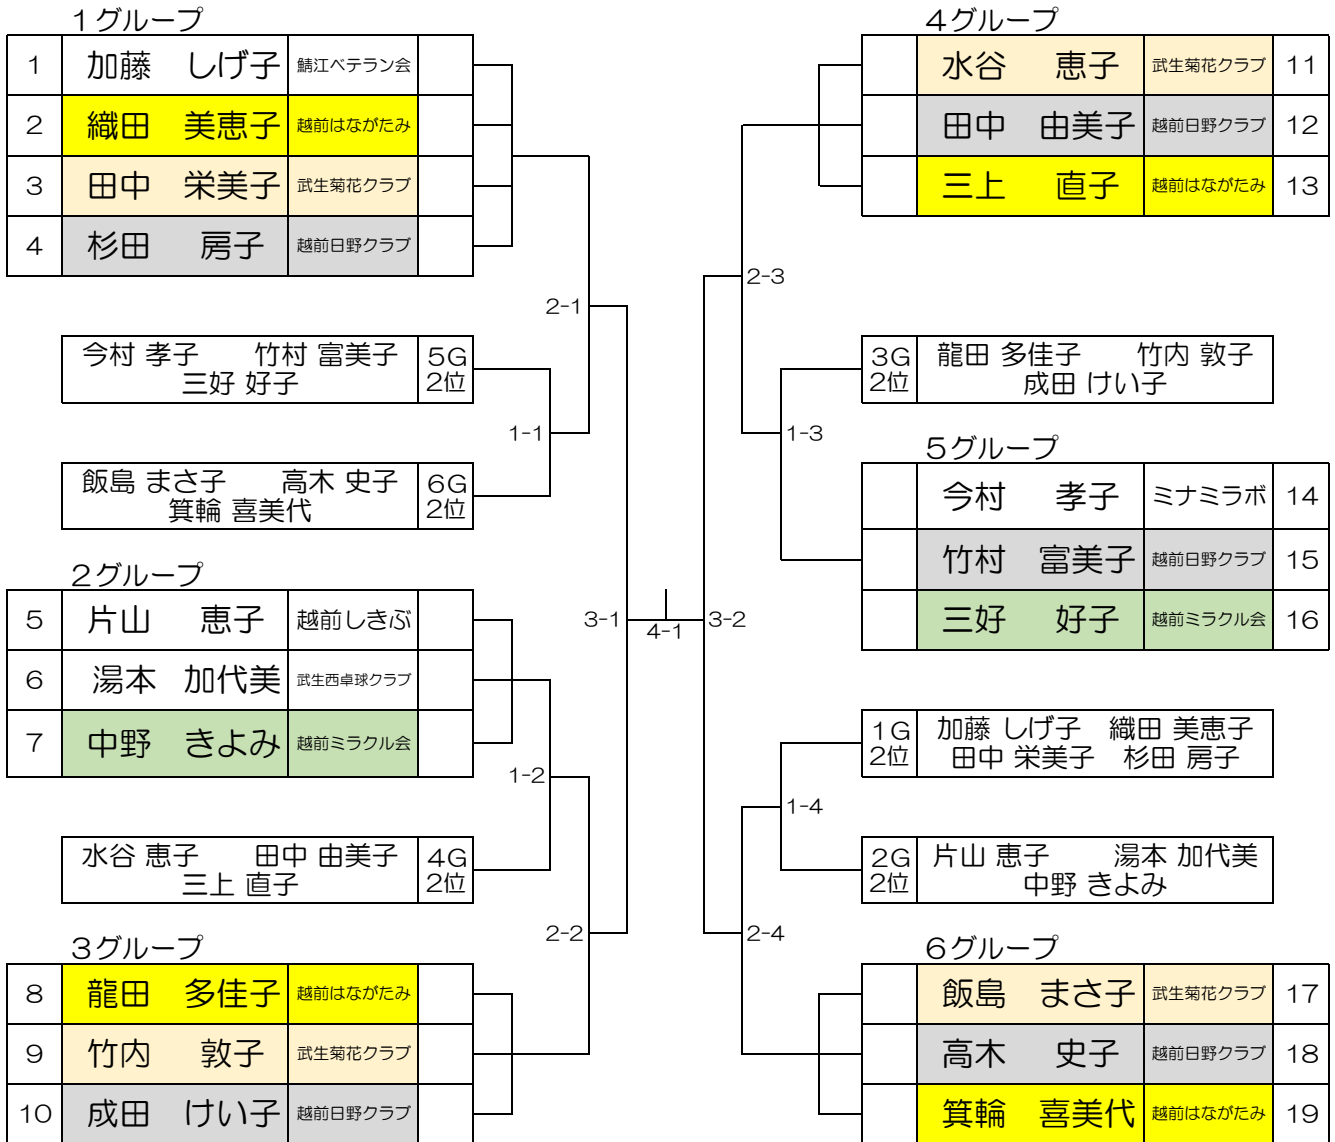 １グループ
1 加藤 しげ子 鯖江ベテラン会
2 織田 美恵子 越前はながたみ
3 田中 栄美子 武生菊花クラブ
4 杉田 房子 越前日野クラブ
2-1
今村 孝子 竹村 富美子 5G
三好 好子 2位
1-1
飯島 まさ子 高木 史子 6G
箕輪 喜美代 2位
２グループ
5 片山 恵子 越前しきぶ
6 湯本 加代美 武生西卓球クラブ
7 中野 きよみ 越前ミラクル会
1-2
水谷 恵子 田中 由美子 4G
三上 直子 2位
2-2
３グループ
8 龍田 多佳子 越前はながたみ
9 竹内 敦子 武生菊花クラブ
10 成田 けい子 越前日野クラブ
3-1
4-1
3-2
４グループ
水谷 恵子 武生菊花クラブ 11
田中 由美子 越前日野クラブ 12
三上 直子 越前はながたみ 13
2-3
3G 龍田 多佳子 竹内 敦子
2位 成田 けい子
1-3
５グループ
今村 孝子 ミナミラボ 14
竹村 富美子 越前日野クラブ 15
三好 好子 越前ミラクル会 16
1G 加藤 しげ子 織田 美恵子
2位 田中 栄美子 杉田 房子
1-4
2G 片山 恵子 湯本 加代美
2位 中野 きよみ
2-4
６グループ
飯島 まさ子 武生菊花クラブ 17
高木 史子 越前日野クラブ 18
箕輪 喜美代 越前はながたみ 19